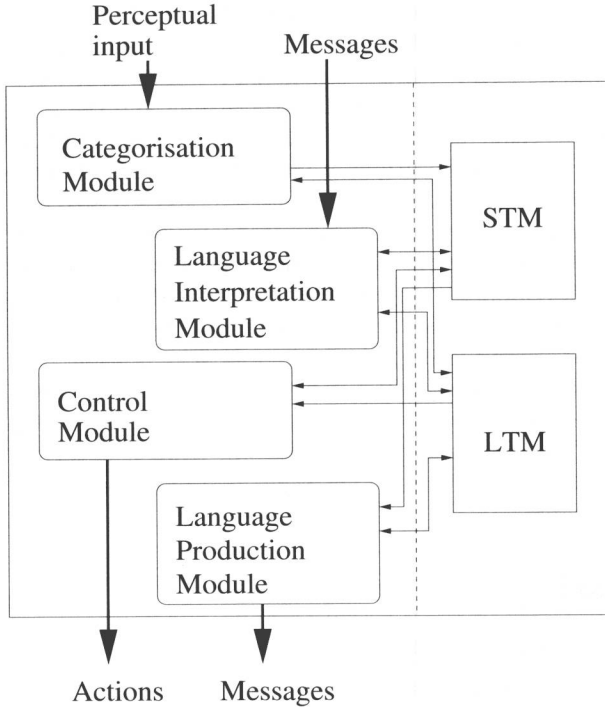 Perceptual
input
Messages
Categorisation
Module
STM
Language
Interpretation
Module
Control
Module
LTM
Language
Production
Module
Actions
Messages